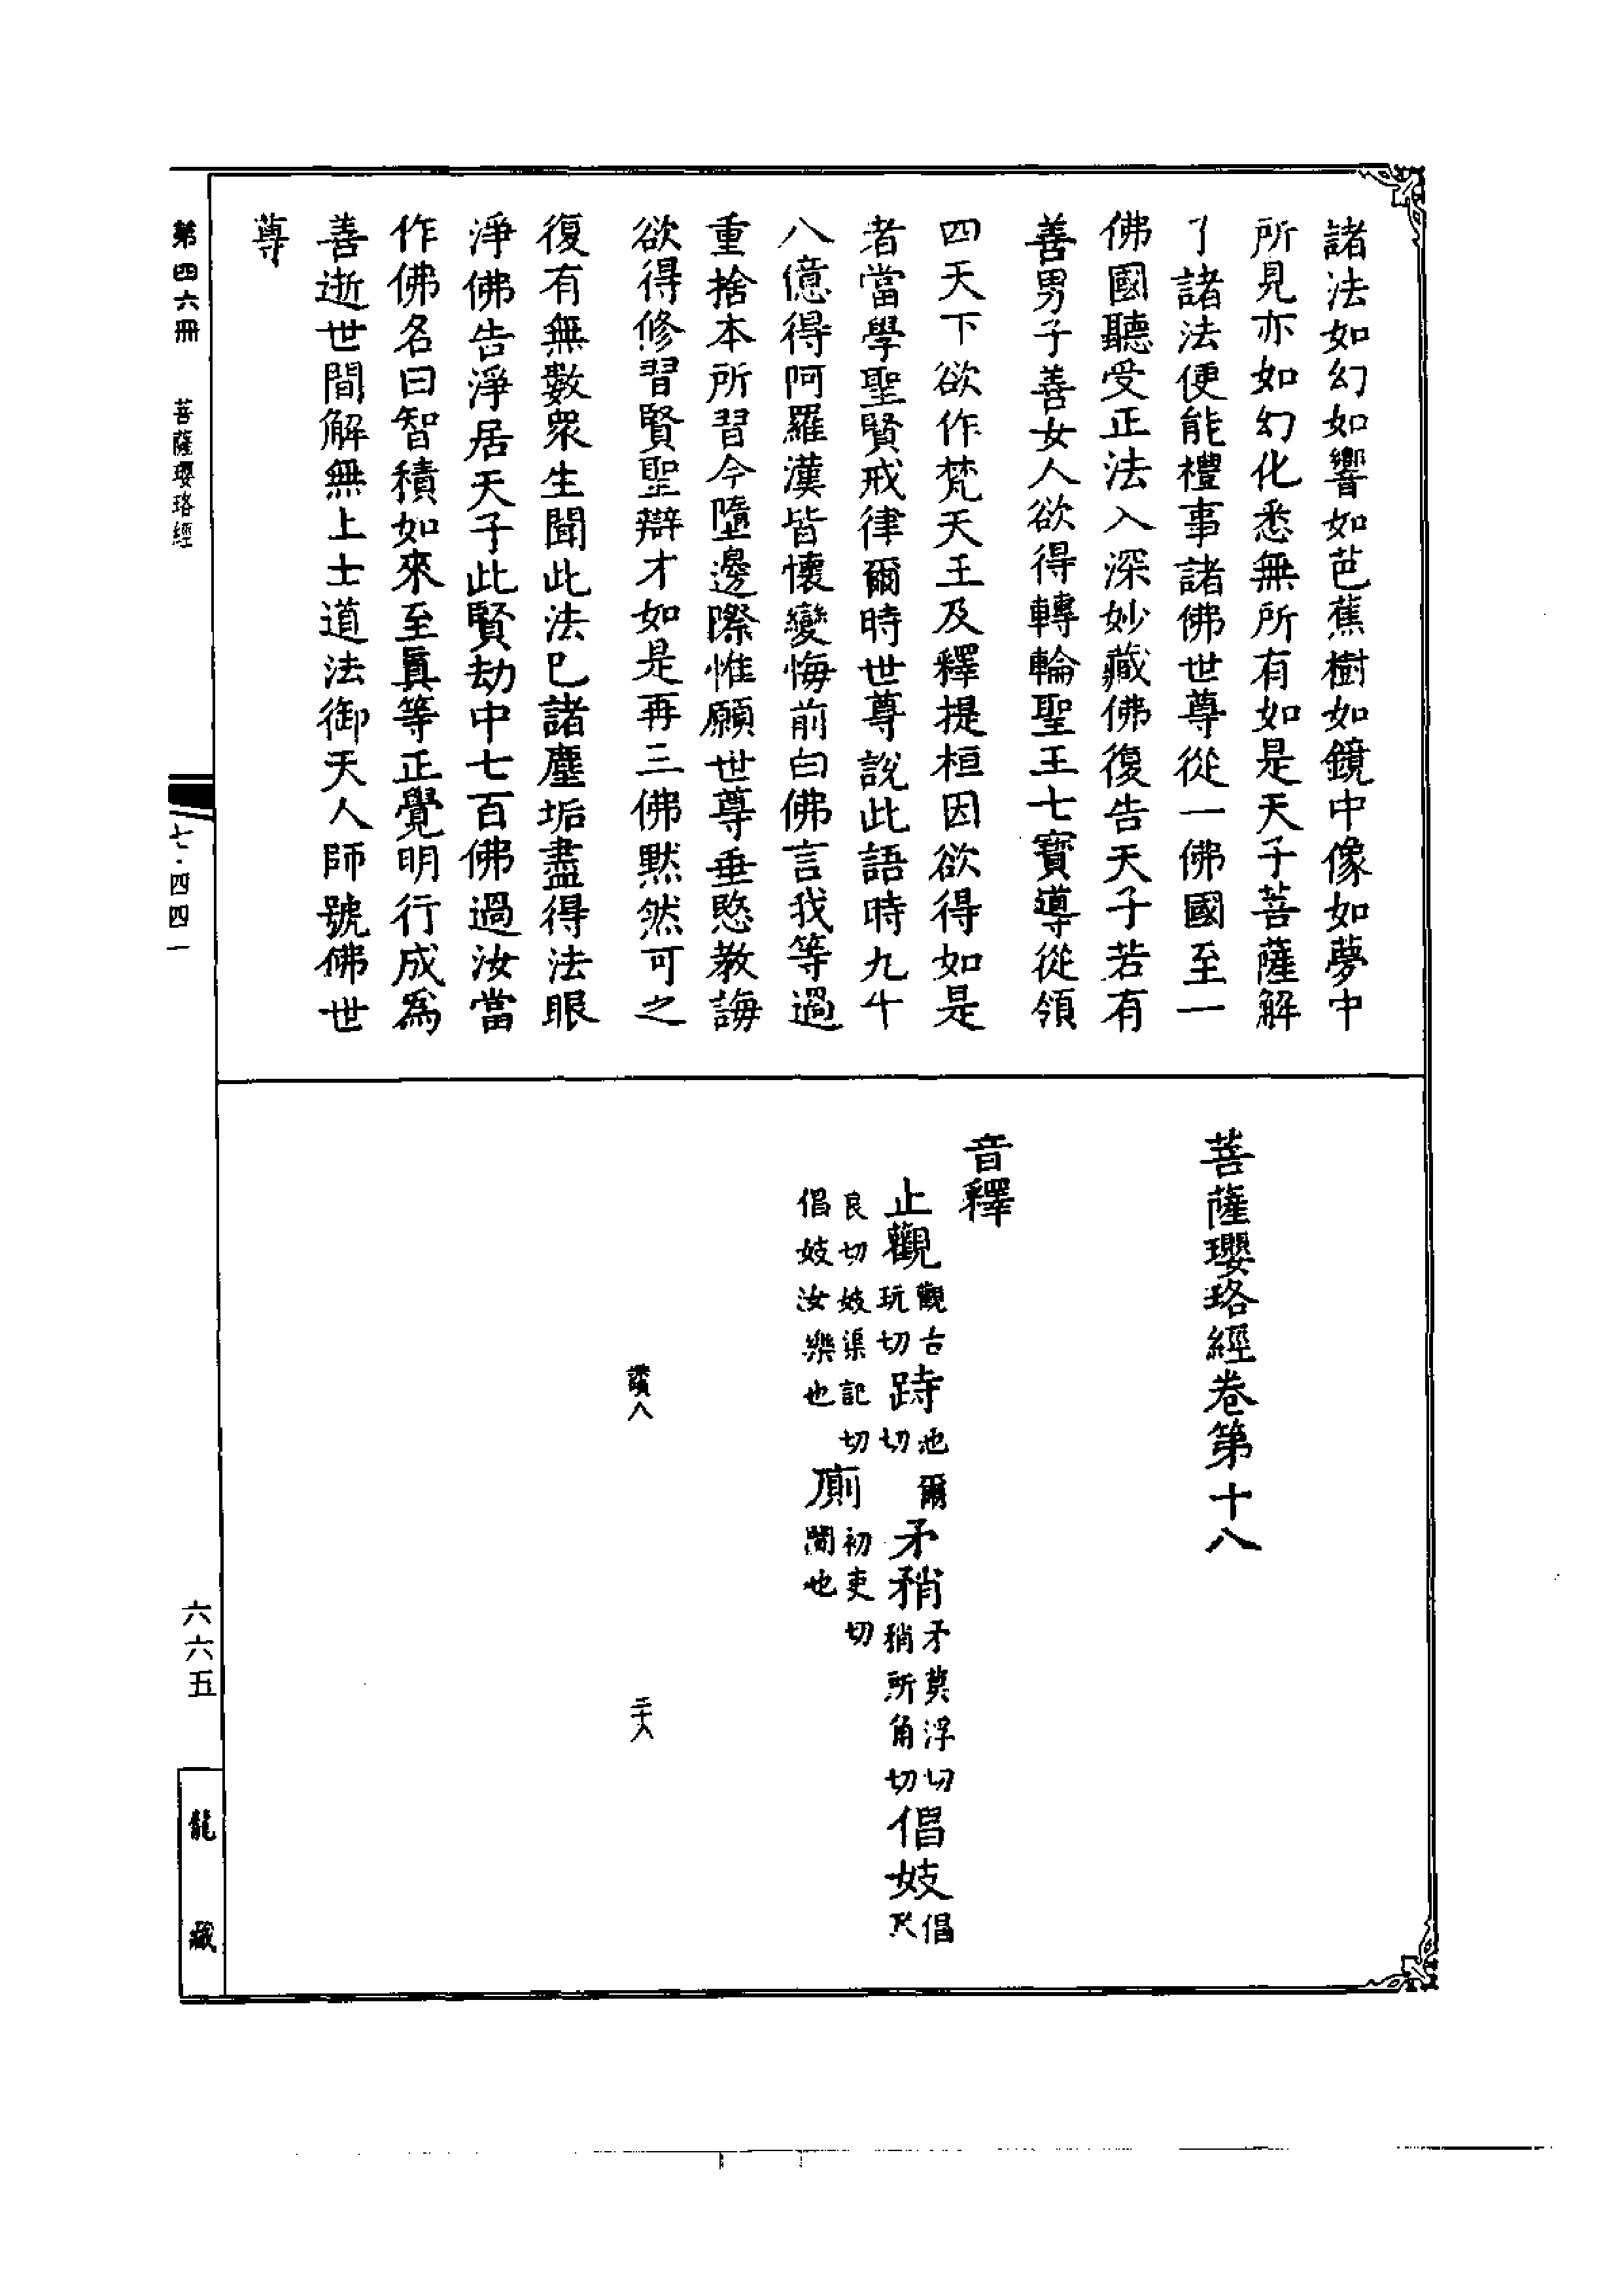 諸法如幻如響如芭蕉樹如鏡中像如夢中
所見亦如幻化悉無所有如是天子菩薩解
了諸法便能禮事諸佛世尊從一佛國至一
佛國聽受正法入深妙藏佛復告天子若有
善男子善女人欲得轉輪聖王七寶導從領
四天下欲作梵天王及釋提桓因欲得如是
者當學聖賢戒律爾時世尊說此語時九十
八億得阿羅漢皆懷變悔前白佛言我等過
重捨本所習今墮邊際惟願世尊垂愍教誨
欲得修習賢聖辯才如是再三佛默然可之
復有無數眾生聞此法已諸塵垢盡得法眼
淨佛告淨居天子此賢劫中七百佛過汝當
作佛名曰智積如來至眞等正覺明行成為
善逝世間解無上士道法御天人師號佛世
尊
菩薩瓔珞經卷第十八
音釋
止觀觀古玩切跱池爾切矛矟矛莫浮切矟所角切倡妓倡尺
良切妓渠記切倡妓汝樂也廁初吏切閒也
讚八 二十八
第四六冊 菩薩瓔珞經
七·四四一
六六五
龍藏